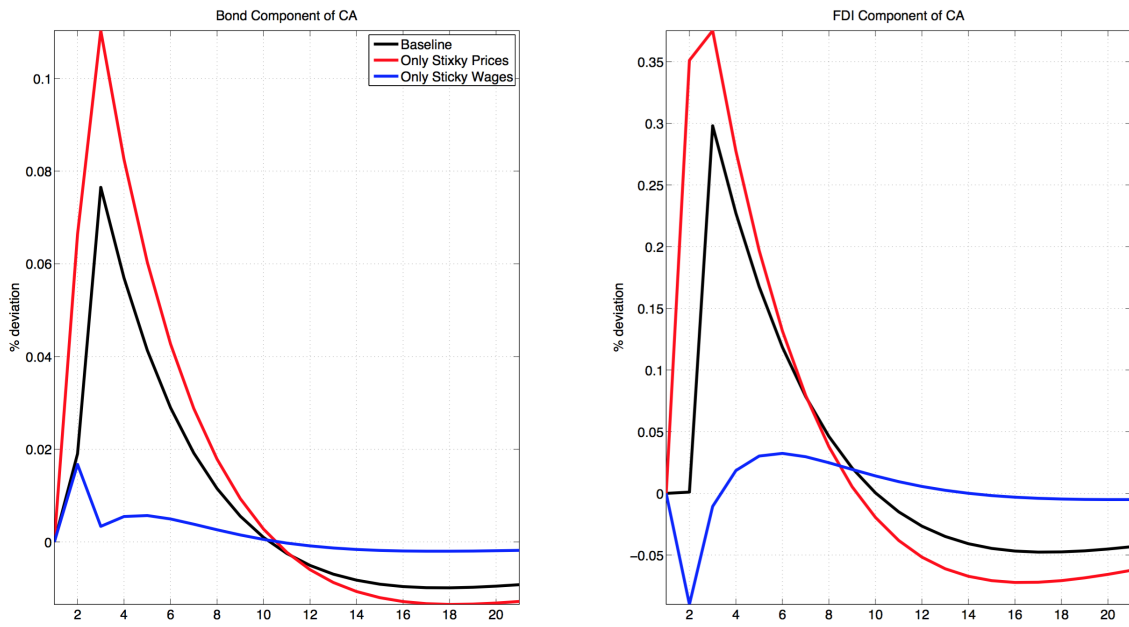 Bond Component of CA
Baseline
Only Stixky Prices
Only Sticky Wages
% deviation
0.1
0.08
0.06
0.04
0.02
0
2 4 6 8 10 12 14 16 18 20
FDI Component of CA
% deviation
0.35
0.3
0.25
0.2
0.15
0.1
0.05
0
−0.05
2 4 6 8 10 12 14 16 18 20